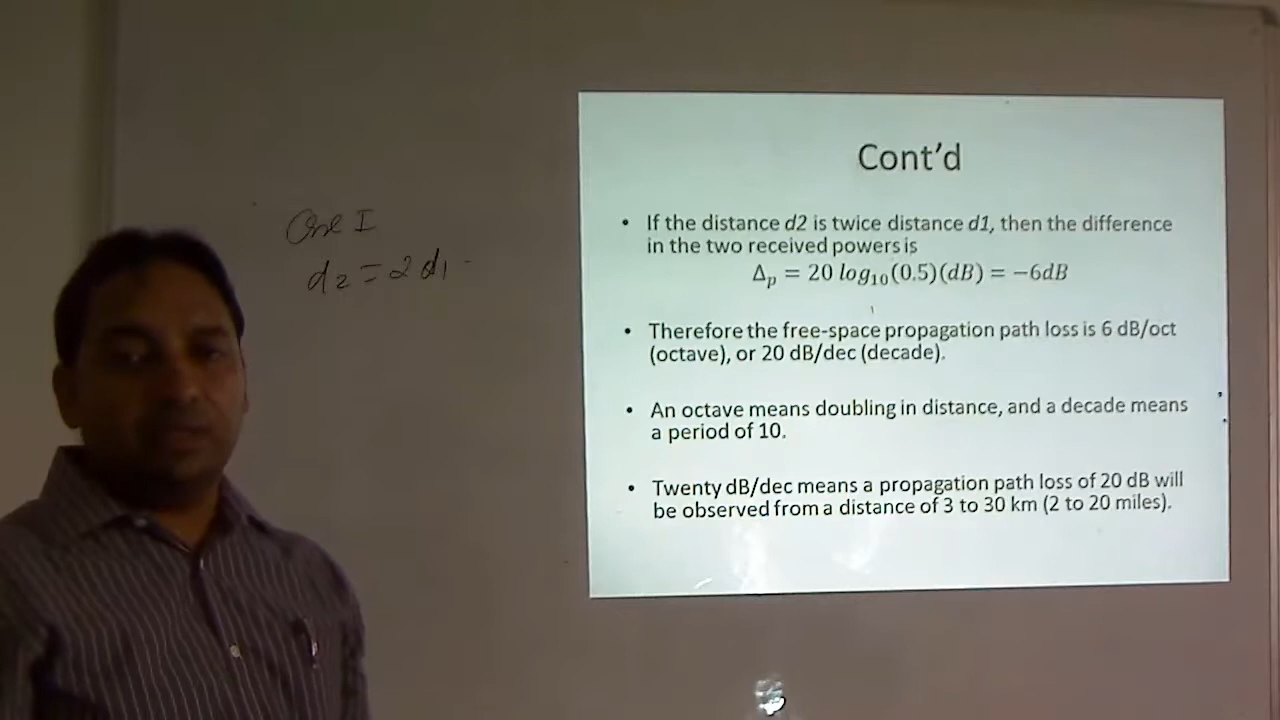 Case I
d2 = 2d1
Cont'd
• If the distance d2 is twice distance d1, then the difference
in the two received powers is
Δp = 20 log10(0.5)(dB) = −6dB
• Therefore the free-space propagation path loss is 6 dB/oct
(octave), or 20 dB/dec (decade).
• An octave means doubling in distance, and a decade means
a period of 10.
• Twenty dB/dec means a propagation path loss of 20 dB will
be observed from a distance of 3 to 30 km (2 to 20 miles).